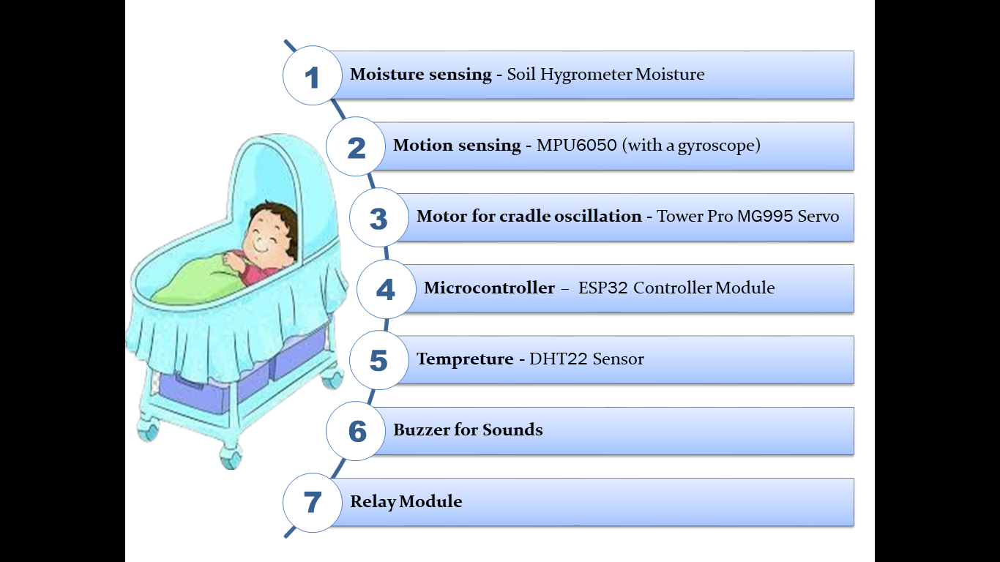 1
Moisture sensing - Soil Hygrometer Moisture
2
Motion sensing - MPU6050 (with a gyroscope)
3
Motor for cradle oscillation - Tower Pro MG995 Servo
4
Microcontroller – ESP32 Controller Module
5
Tempreture - DHT22 Sensor
6
Buzzer for Sounds
7
Relay Module